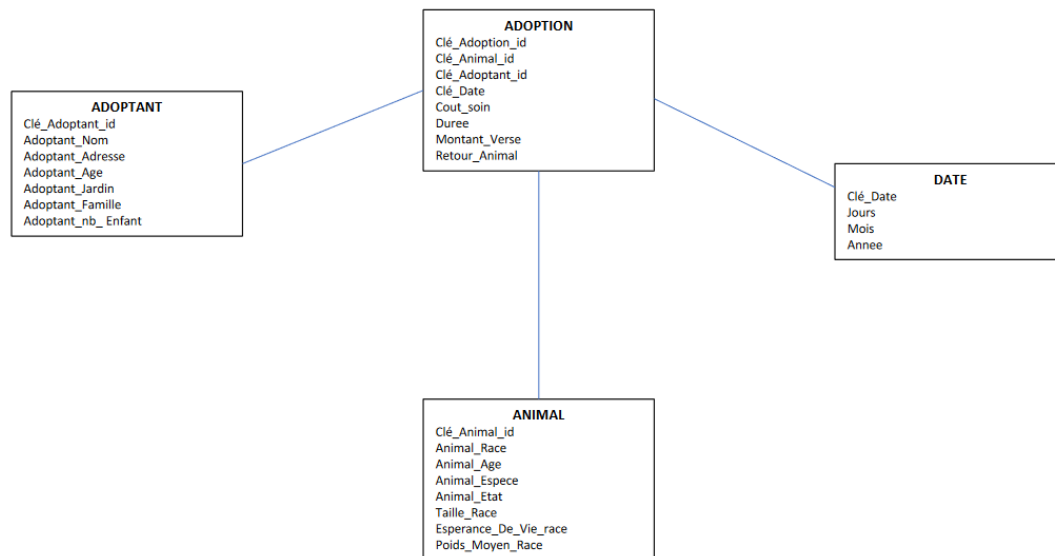 ADOPTION
Clé_Adoption_id
Clé_Animal_id
Clé_Adoptant_id
Clé_Date
Cout_soin
Duree
Montant_Verse
Retour_Animal
ADOPTANT
Clé_Adoptant_id
Adoptant_Nom
Adoptant_Adresse
Adoptant_Age
Adoptant_Jardin
Adoptant_Famille
Adoptant_nb_ Enfant
DATE
Clé_Date
Jours
Mois
Annee
ANIMAL
Clé_Animal_id
Animal_Race
Animal_Age
Animal_Espece
Animal_Etat
Taille_Race
Esperance_De_Vie_race
Poids_Moyen_Race